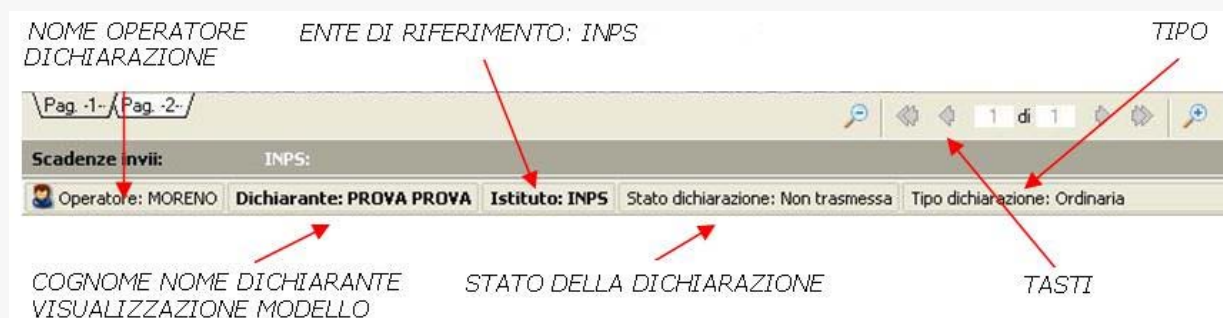 NOME OPERATORE
DICHIARAZIONE
ENTE DI RIFERIMENTO: INPS
TIPO
Pag. -1-- Pag. -2--
1 di 1
Scadenze invii: INPS:
Operatore: MORENO Dichiarante: PROVA PROVA Istituto: INPS Stato dichiarazione: Non trasmessa Tipo dichiarazione: Ordinaria
COGNOME NOME DICHIARANTE
VISUALIZZAZIONE MODELLO
STATO DELLA DICHIARAZIONE
TASTI